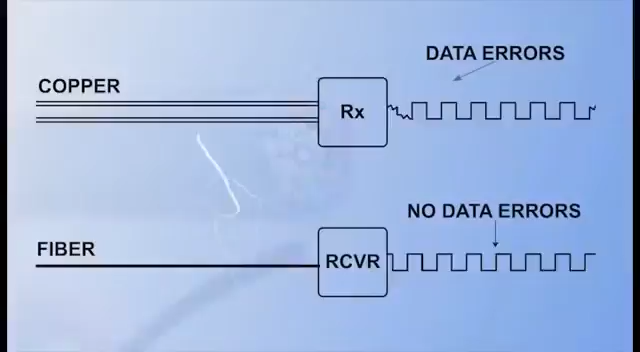 DATA ERRORS
COPPER
Rx
NO DATA ERRORS
FIBER
RCVR